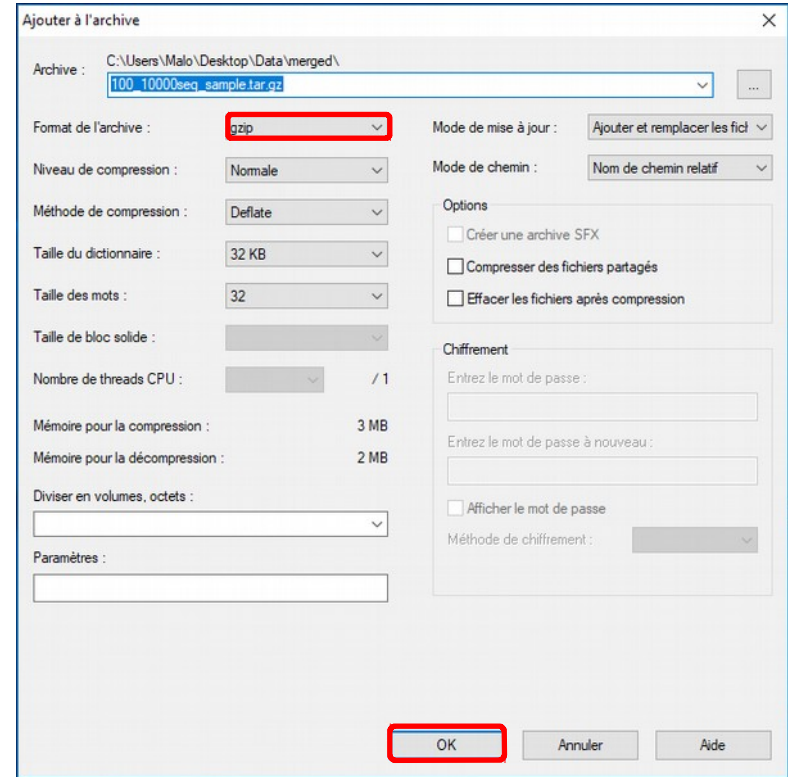 Ajouter à l'archive
Archive :
C:\Users\Malo\Desktop\Data\merged\
100_10000seq_sample.tar.gz
...
Format de l'archive :
gzip
Niveau de compression :
Normale
Méthode de compression :
Deflate
Taille du dictionnaire :
32 KB
Taille des mots :
32
Taille de bloc solide :
Nombre de threads CPU :
/ 1
Mémoire pour la compression :
3 MB
Mémoire pour la décompression :
2 MB
Diviser en volumes, octets :
Paramètres :
Mode de mise à jour :
Ajouter et remplacer les fich
Mode de chemin :
Nom de chemin relatif
Options
Créer une archive SFX
Compresser des fichiers partagés
Effacer les fichiers après compression
Chiffrement
Entrez le mot de passe :
Entrez le mot de passe à nouveau :
Afficher le mot de passe
Méthode de chiffrement :
OK
Annuler
Aide